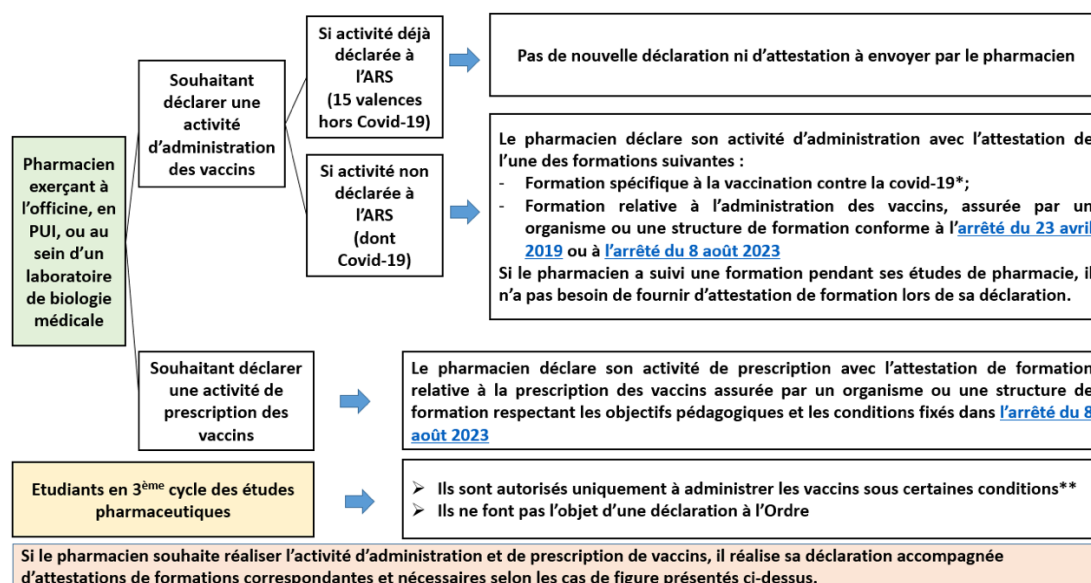 Pharmacien
exerçant à
l'officine, en
PUI, ou au
sein d'un
laboratoire
de biologie
médicale
Souhaitant
déclarer une
activité
d'administration
des vaccins
Si activité déjà
déclarée à
l'ARS
(15 valences
hors Covid-19)
Pas de nouvelle déclaration ni d'attestation à envoyer par le pharmacien
Si activité non
déclarée à
l'ARS
(dont
Covid-19)
Le pharmacien déclare son activité d'administration avec l'attestation de
l'une des formations suivantes :
- Formation spécifique à la vaccination contre la covid-19*;
- Formation relative à l'administration des vaccins, assurée par un
organisme ou une structure de formation conforme à l'arrêté du 23 avril
2019 ou à l'arrêté du 8 août 2023
Si le pharmacien a suivi une formation pendant ses études de pharmacie, il
n'a pas besoin de fournir d'attestation de formation lors de sa déclaration.
Souhaitant déclarer
une activité de
prescription des
vaccins
Le pharmacien déclare son activité de prescription avec l'attestation de formation
relative à la prescription des vaccins assurée par un organisme ou une structure de
formation respectant les objectifs pédagogiques et les conditions fixés dans l'arrêté du 8
août 2023
Etudiants en 3ème cycle des études
pharmaceutiques
➢ Ils sont autorisés uniquement à administrer les vaccins sous certaines conditions**
➢ Ils ne font pas l'objet d'une déclaration à l'Ordre
Si le pharmacien souhaite réaliser l'activité d'administration et de prescription de vaccins, il réalise sa déclaration accompagnée
d'attestations de formations correspondantes et nécessaires selon les cas de figure présentés ci-dessus.